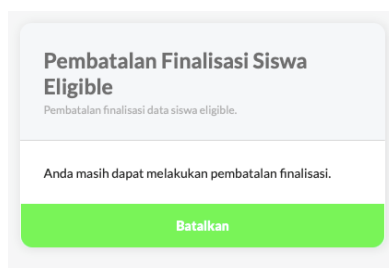 Pembatalan Finalisasi Siswa
Eligible
Pembatalan finalisasi data siswa eligible.
Anda masih dapat melakukan pembatalan finalisasi.
Batalkan